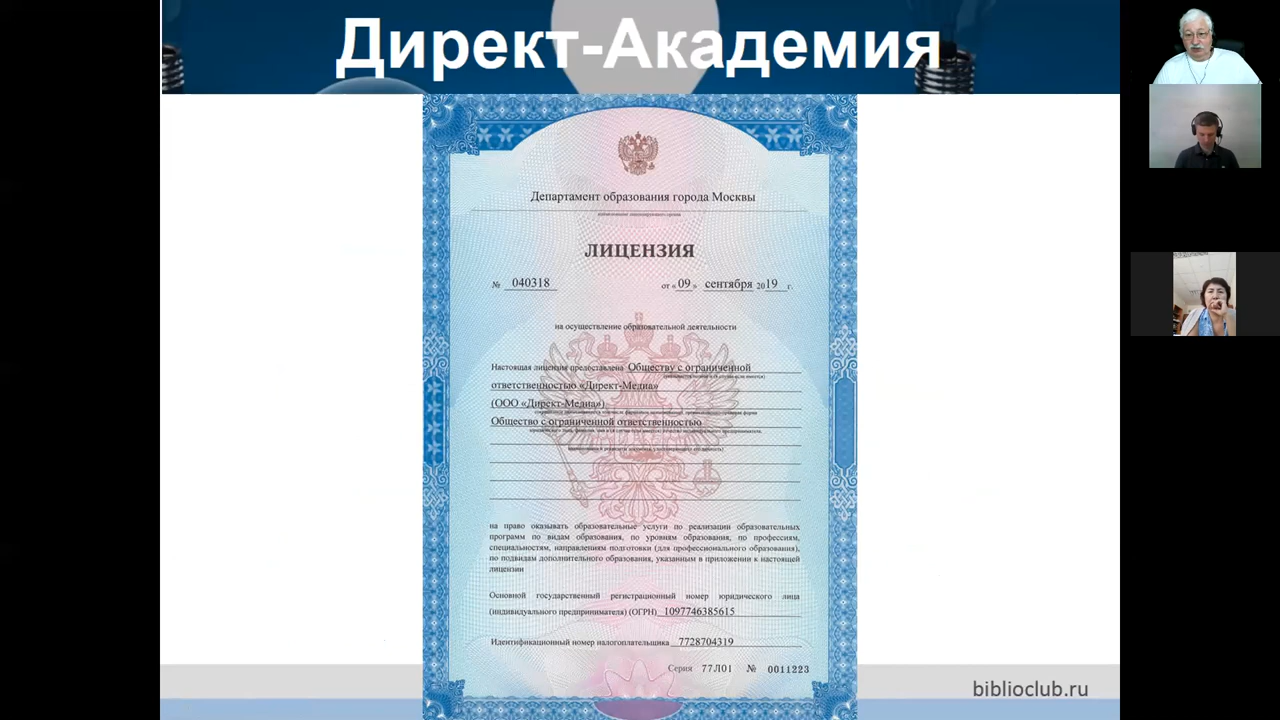 Директ-Академия
Департамент образования города Москвы
наименование лицензирующего органа
ЛИЦЕНЗИЯ
№ 040318 от « 09 » сентября 2019 г.
на осуществление образовательной деятельности
Настоящая лицензия предоставлена Обществу с ограниченной
ответственностью «Директ-Медиа»
(ООО «Директ-Медиа»)
Общество с ограниченной ответственностью
на право оказывать образовательные услуги по реализации образовательных
программ по видам образования, по уровням образования, по профессиям,
специальностям, направлениям подготовки (для профессионального образования),
по подвидам дополнительного образования, указанным в приложении к настоящей
лицензии
Основной государственный регистрационный номер юридического лица
(индивидуального предпринимателя) (ОГРН) 1097746385615
Идентификационный номер налогоплательщика 7728704319
Серия 77Л01 № 0011223
biblioclub.ru